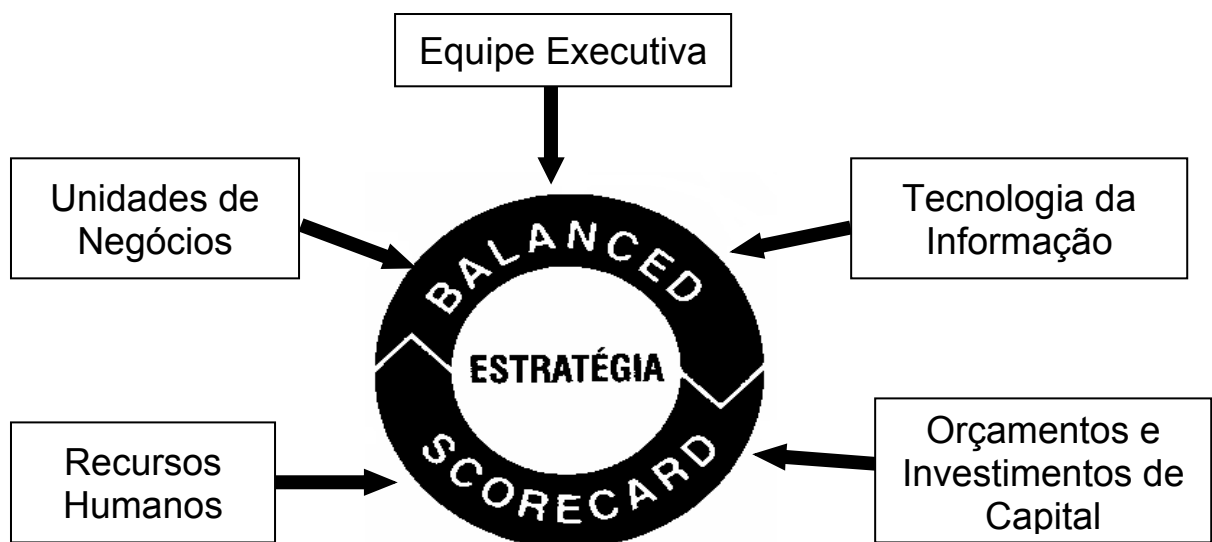 Equipe Executiva
Unidades de
Negócios
Tecnologia da
Informação
BALANCED
ESTRATÉGIA
SCORECARD
Recursos
Humanos
Orçamentos e
Investimentos de
Capital